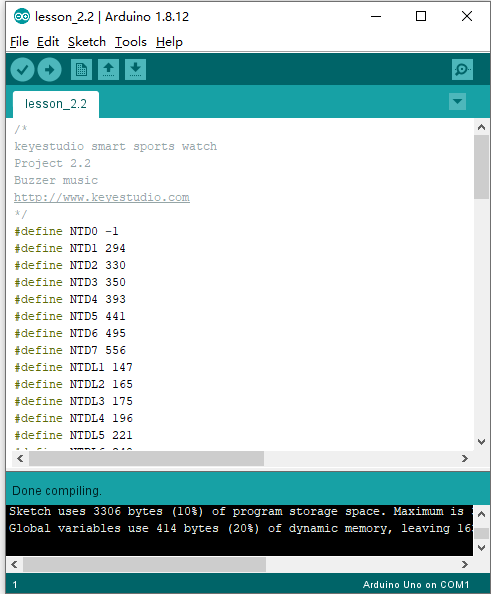 lesson_2.2 | Arduino 1.8.12
File Edit Sketch Tools Help
lesson_2.2
/*
keyestudio smart sports watch
Project 2.2
Buzzer music
http://www.keyestudio.com
*/
#define NTD0 -1
#define NTD1 294
#define NTD2 330
#define NTD3 350
#define NTD4 393
#define NTD5 441
#define NTD6 495
#define NTD7 556
#define NTDL1 147
#define NTDL2 165
#define NTDL3 175
#define NTDL4 196
#define NTDL5 221
Done compiling.
Sketch uses 3306 bytes (10%) of program storage space. Maximum is
Global variables use 414 bytes (20%) of dynamic memory, leaving
1
Arduino Uno on COM1